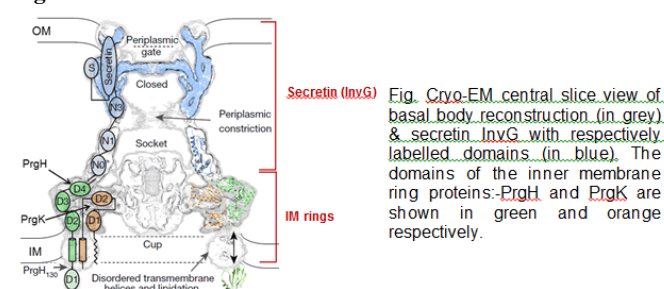 OM
Periplasmic
gate
Secretin
S
Closed
Secretin (InvG)
N3
Periplasmic
constriction
N1
Socket
N0
PrgH
D4
D3
D2
PrgK
D2
D1
IM rings
IM
Cup
PrgH130
D1
Disordered transmembrane
helices and lipidation
Fig. Cryo-EM central slice view of
basal body reconstruction (in grey)
& secretin InvG with respectively
labelled domains (in blue). The
domains of the inner membrane
ring proteins:-PrgH and PrgK are
shown in green and orange
respectively.